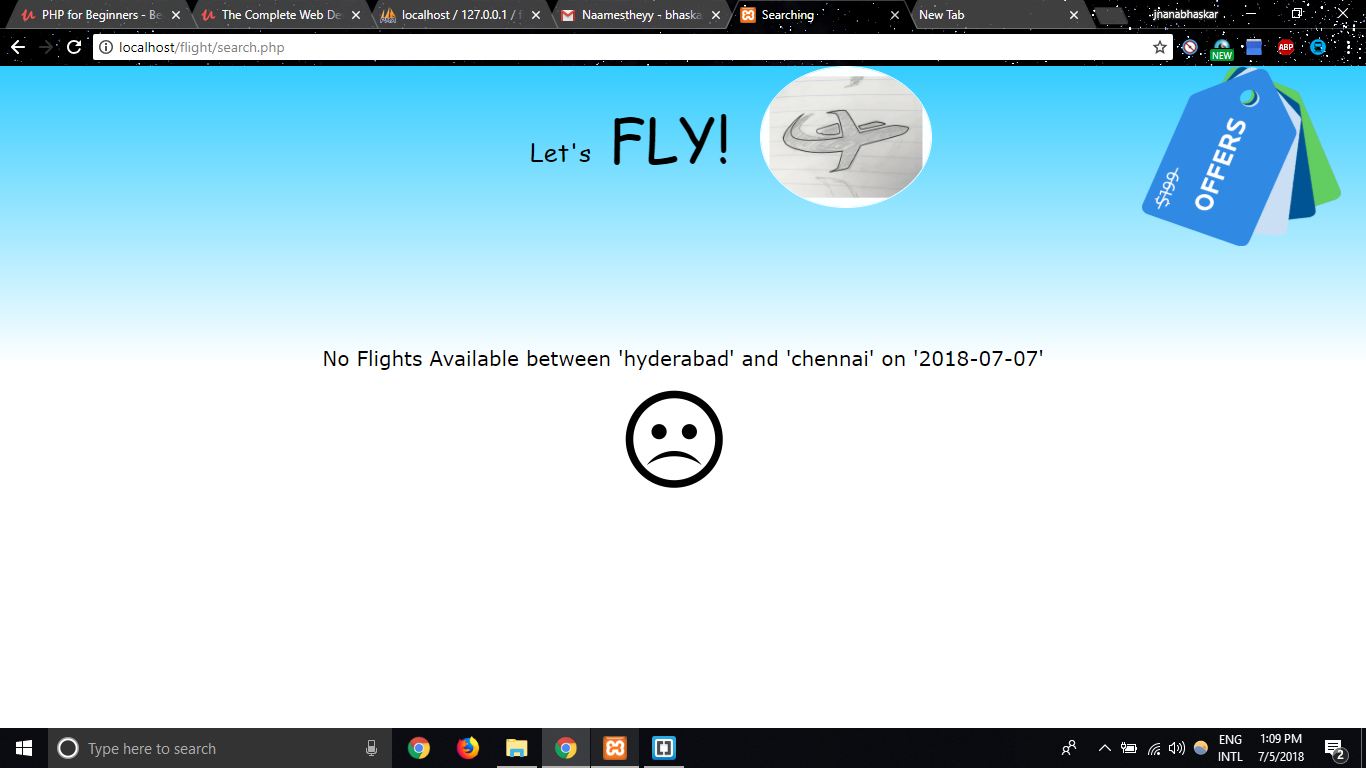 PHP for Beginners - Be
The Complete Web De
localhost / 127.0.0.1 / f
Naamestheyy - bhaska
Searching
New Tab
jnanabhaskar
localhost/flight/search.php
NEW
ABP
Let's FLY!
$199
OFFERS
No Flights Available between 'hyderabad' and 'chennai' on '2018-07-07'
Type here to search
ENG
INTL
1:09 PM
7/5/2018
2